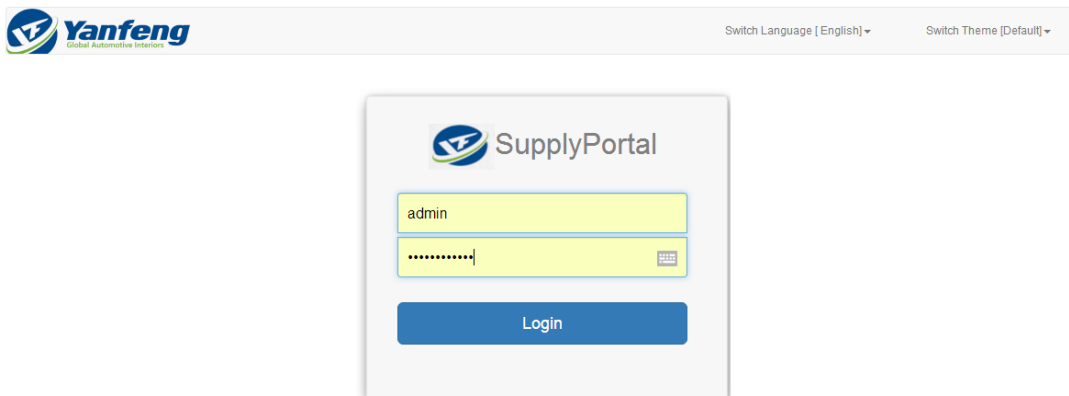 Yanfeng
Global Automotive Interiors
Switch Language [ English]
Switch Theme [Default]
SupplyPortal
admin
••••••••••••
Login